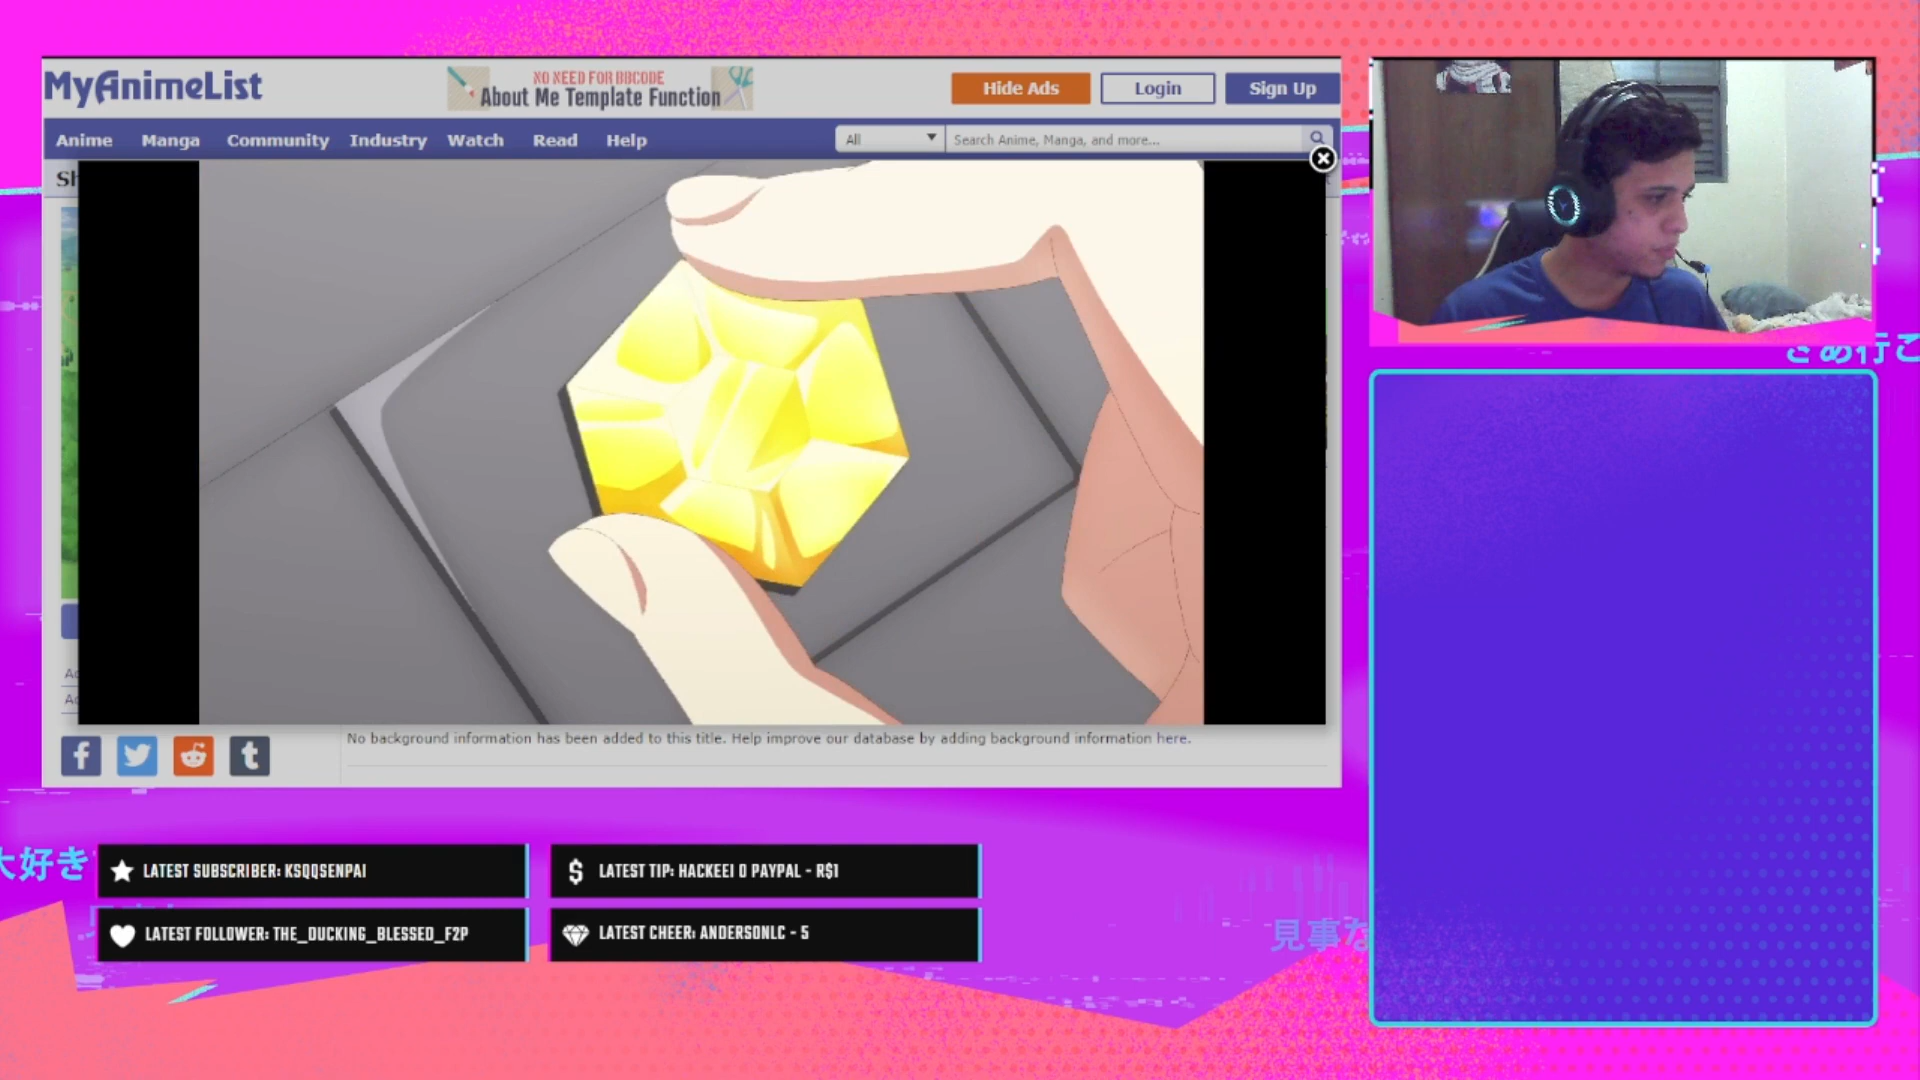 MyAnimeList
NO NEED FOR BBCODE
About Me Template Function
Hide Ads
Login
Sign Up
Anime
Manga
Community
Industry
Watch
Read
Help
All
Search Anime, Manga, and more...
Sh
Ad
Ad
No background information has been added to this title. Help improve our database by adding background information here.
大好き
LATEST SUBSCRIBER: KSQQSENPAI
LATEST TIP: HACKEEI O PAYPAL - R$1
LATEST FOLLOWER: THE_DUCKING_BLESSED_F2P
LATEST CHEER: ANDERSONLC - 5
見事な